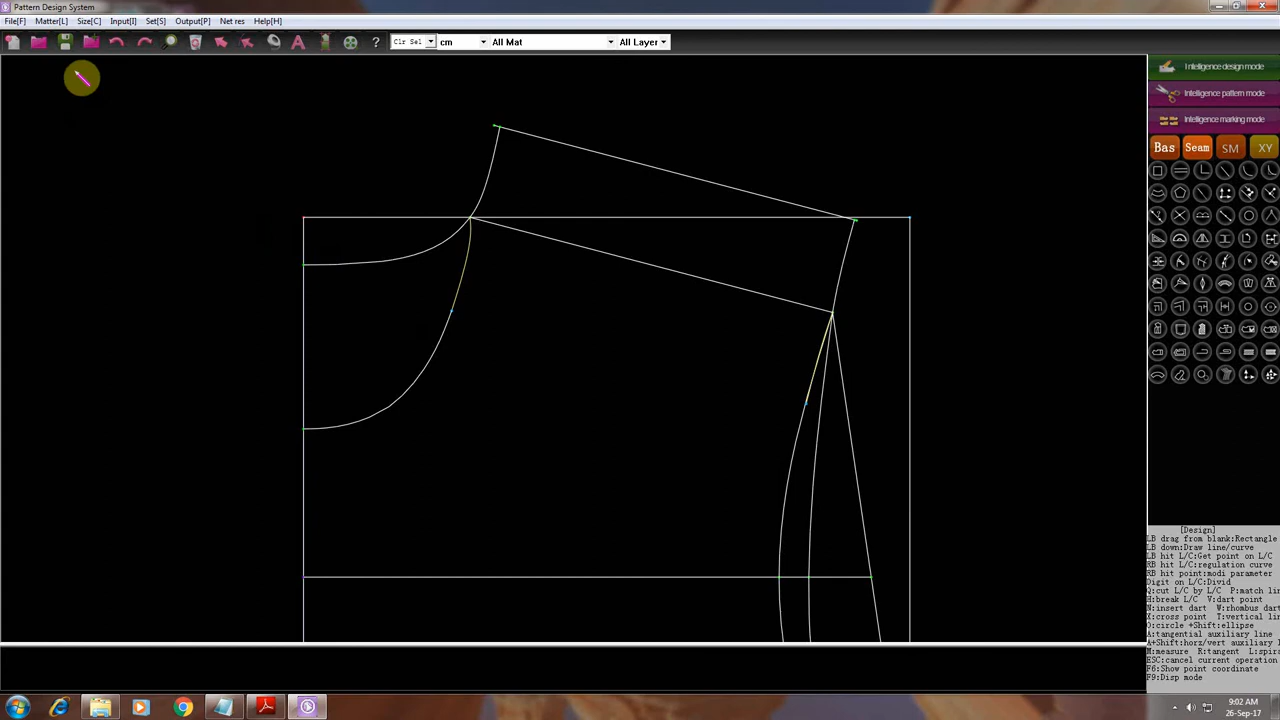 Pattern Design System
File[F] Matter[L] Size[C] Input[I] Set[S] Output[P] Net res Help[H]
A ? Clr Sel cm All Mat All Layer
Intelligence design mode
Intelligence pattern mode
Intelligence marking mode
Bas Seam SM XY
[Design]
LB drag from blank:Rectangle
LB down:Draw line/curve
LB hit L/C:Get point on L/C
RB hit L/C:regulation curve
RB hit point:modi parameter
Digit on L/C:Divid
Q:cut L/C by L/C P:match lin
H:break L/C V:dart point
N:insert dart W:rhombus dart
X:cross point T:vertical lin
O:circle +Shift:ellipse
A:tangential auxiliary line
A+Shift:horz/vert auxiliary l
M:measure R:tangent L:spira
ESC:cancel current operation
F6:Show point coordinate
F9:Disp mode
9:02 AM
26-Sep-17